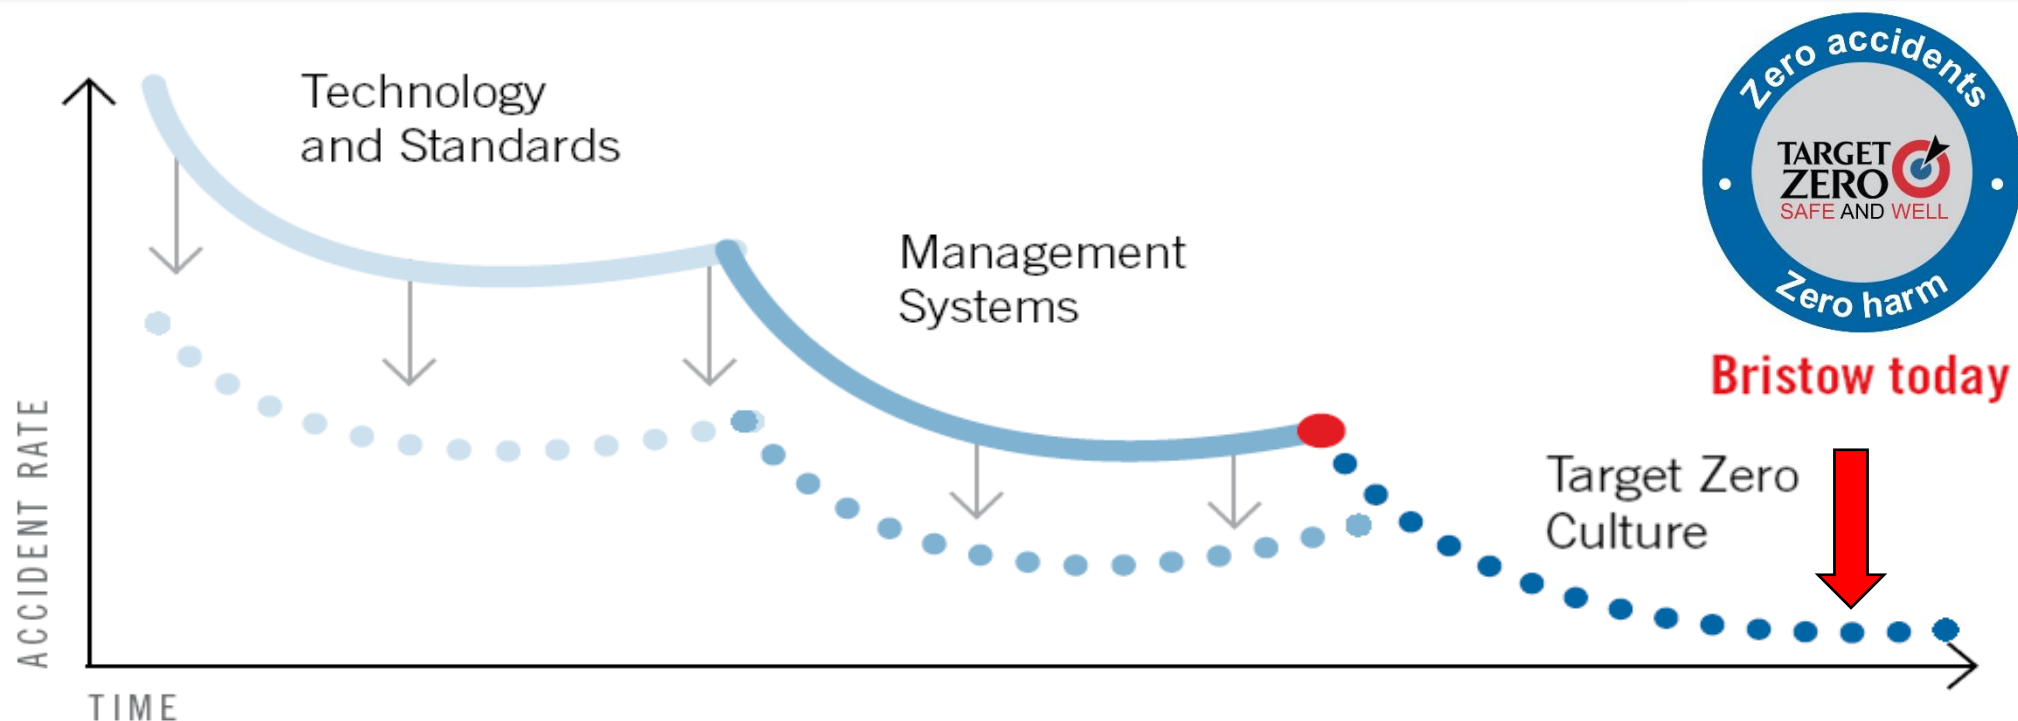 Technology
and Standards
Management
Systems
Zero accidents
TARGET
ZERO
SAFE AND WELL
Zero harm
Bristow today
Target Zero
Culture
ACCIDENT RATE
TIME